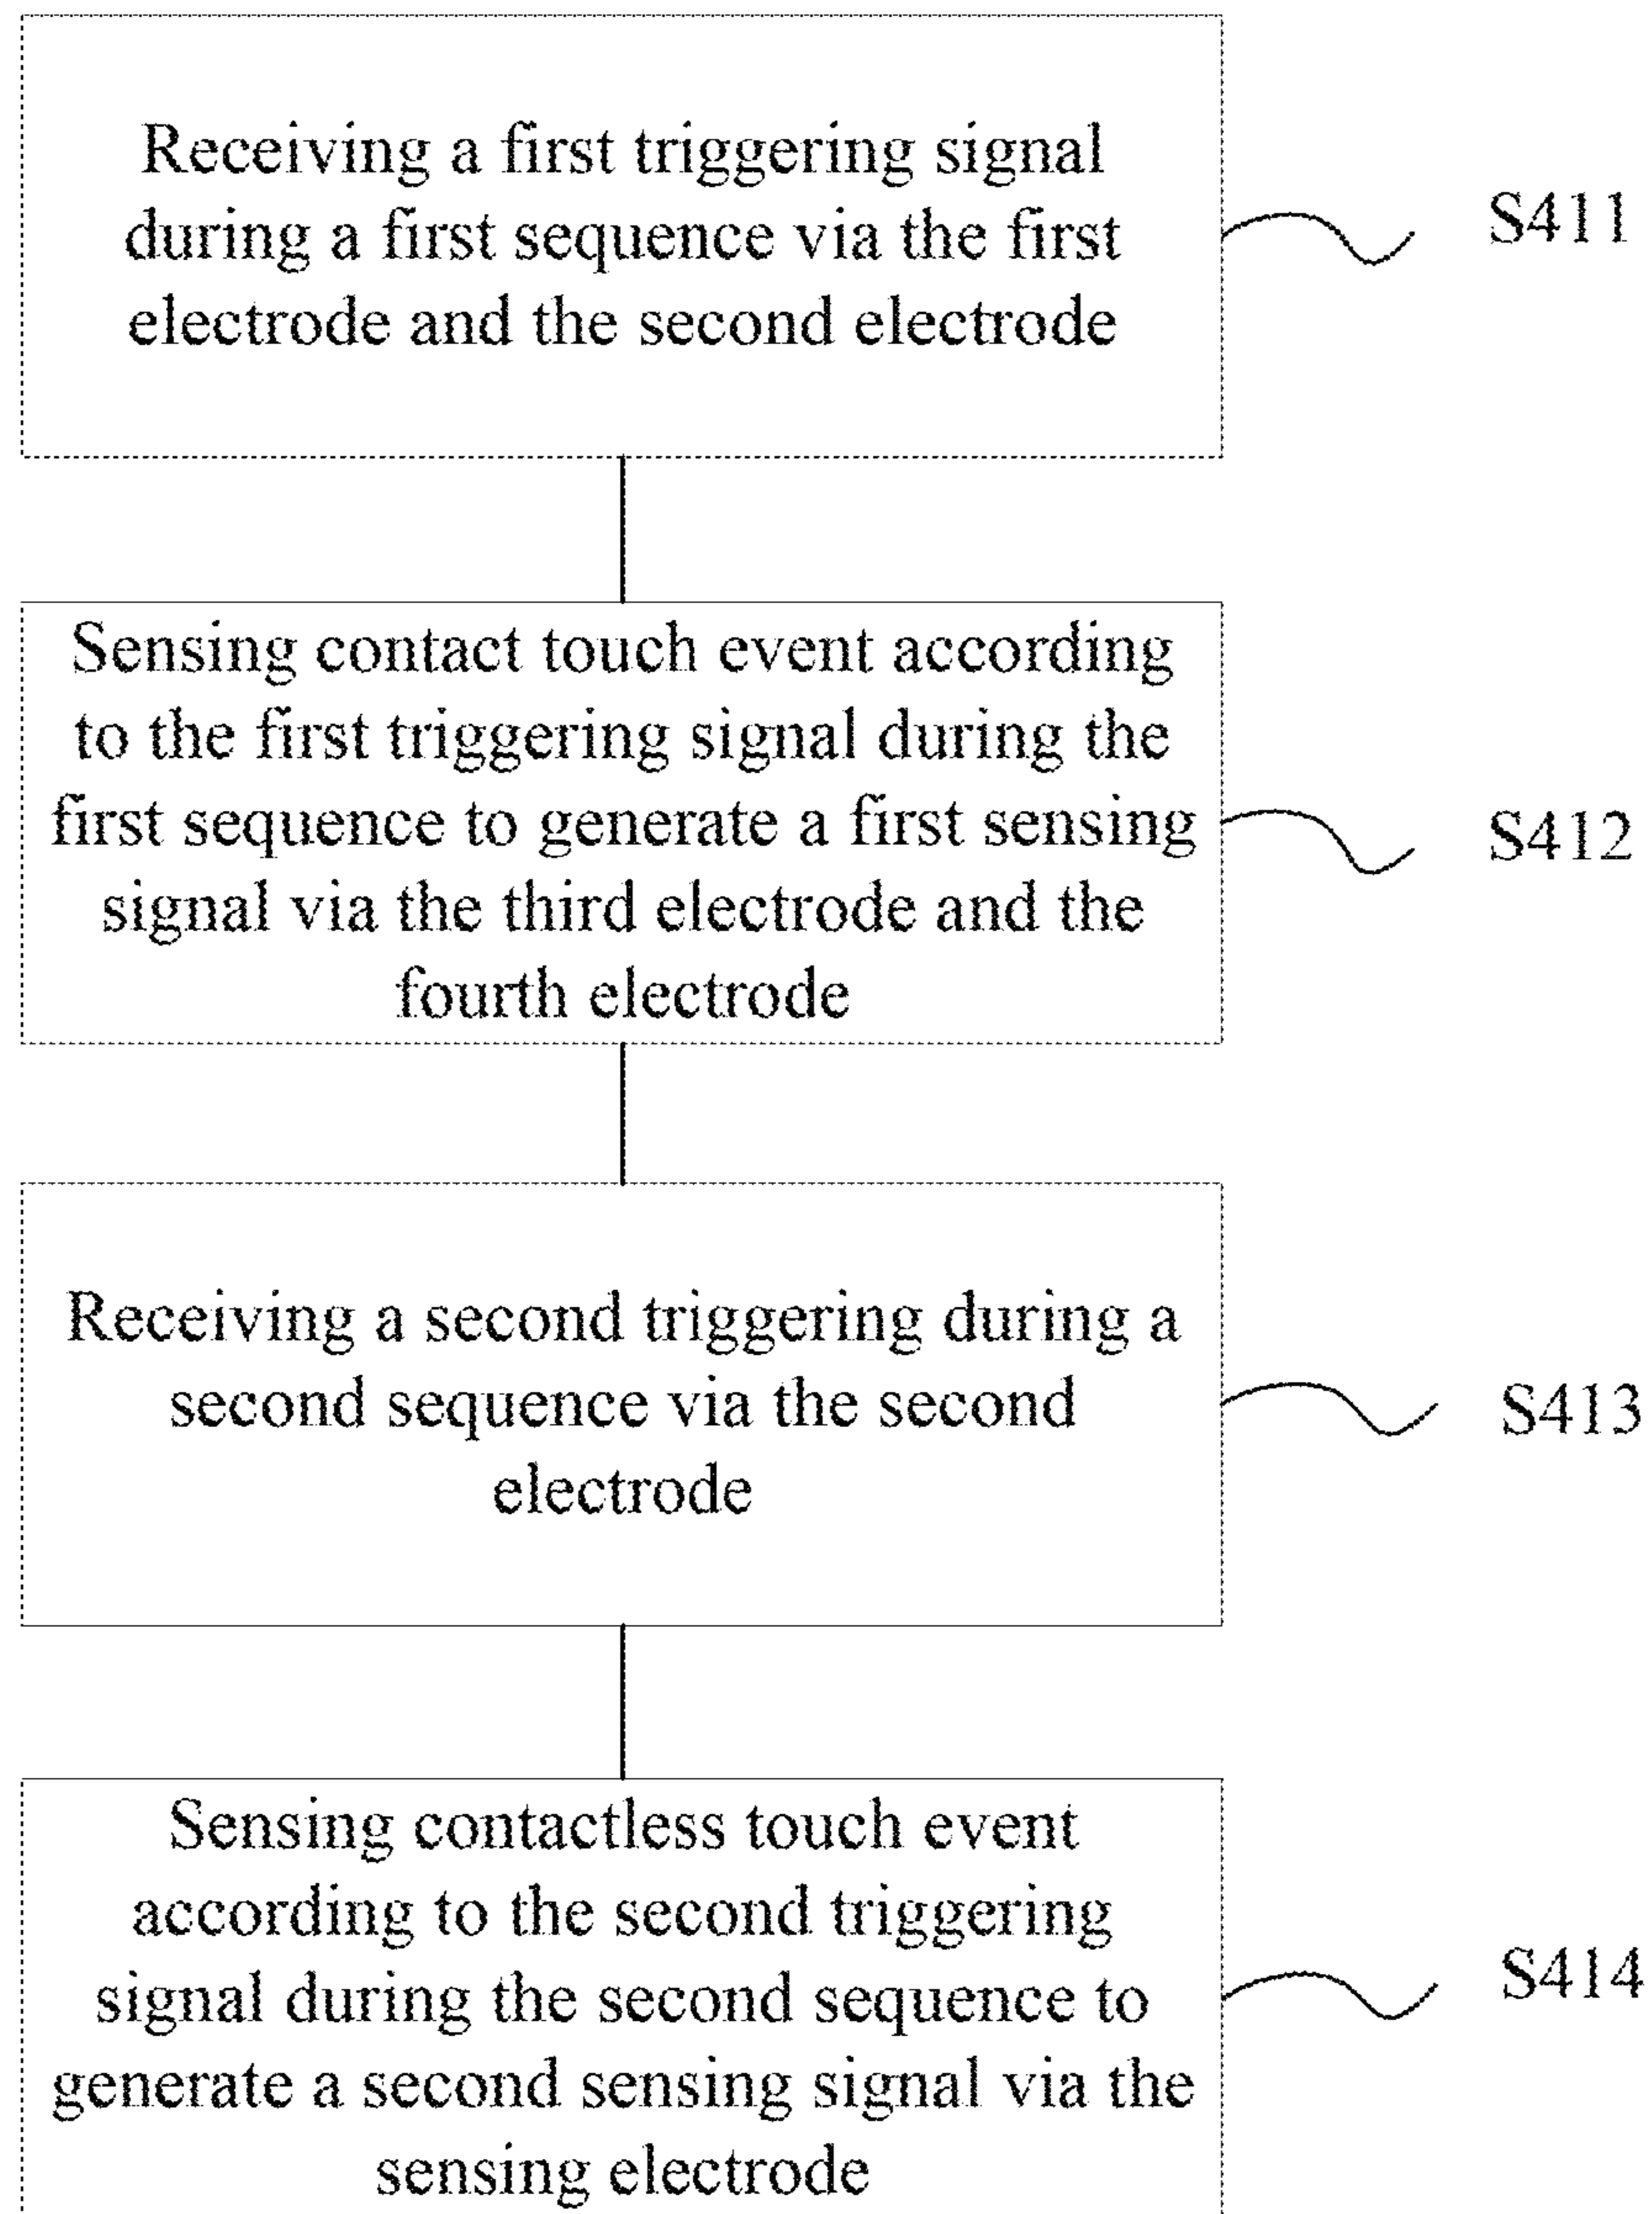 Receiving a first triggering signal
during a first sequence via the first
electrode and the second electrode
S411
Sensing contact touch event according
to the first triggering signal during the
first sequence to generate a first sensing
signal via the third electrode and the
fourth electrode
S412
Receiving a second triggering during a
second sequence via the second
electrode
S413
Sensing contactless touch event
according to the second triggering
signal during the second sequence to
generate a second sensing signal via the
sensing electrode
S414